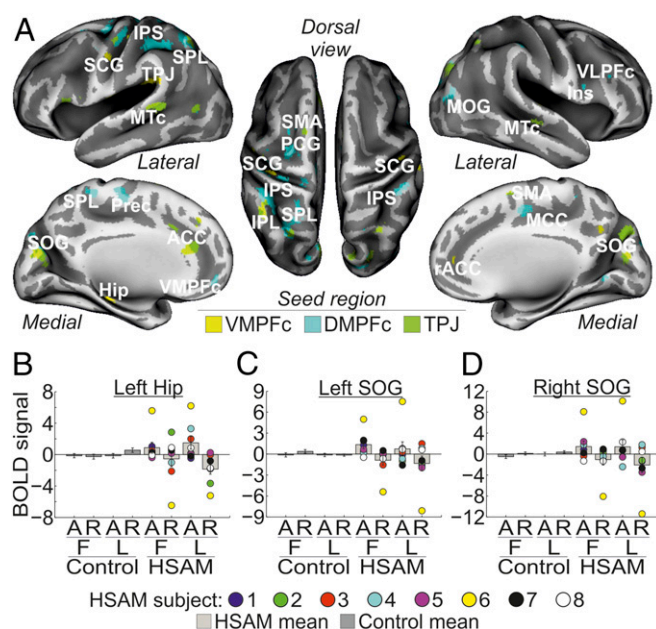 A
Dorsal
view
IPS
SCG
SPL
TPJ
MTc
Lateral
SMA
PCG
SCG
IPS
IPL
SPL
SCG
IPS
VLPFc
Ins
MOG
MTc
Lateral
SPL
Prec
SOG
ACC
VMPFc
Hip
Medial
SMA
MCC
SOG
rACC
Medial
Seed region
VMPFc DMPFc TPJ
B Left Hip
C Left SOG
D Right SOG
BOLD signal
8
4
0
−4
−8
9
6
3
0
-3
-6
-9
12
8
4
0
-4
-8
-12
A R A R A R A R
F L F L
Control HSAM
A R A R A R A R
F L F L
Control HSAM
A R A R A R A R
F L F L
Control HSAM
HSAM subject: 1 2 3 4 5 6 7 8
HSAM mean Control mean